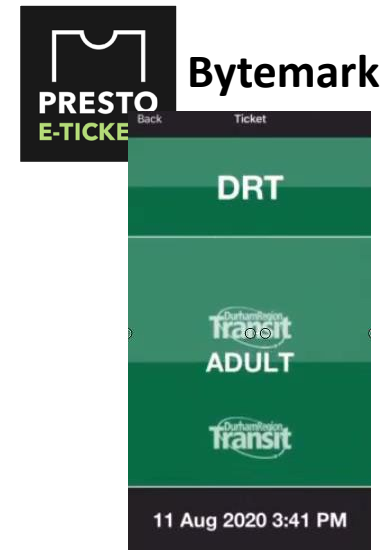 Bytemark
PRESTO
E-TICKE
Back Ticket
DRT
DurhamRegion
Transit
ADULT
DurhamRegion
Transit
11 Aug 2020 3:41 PM